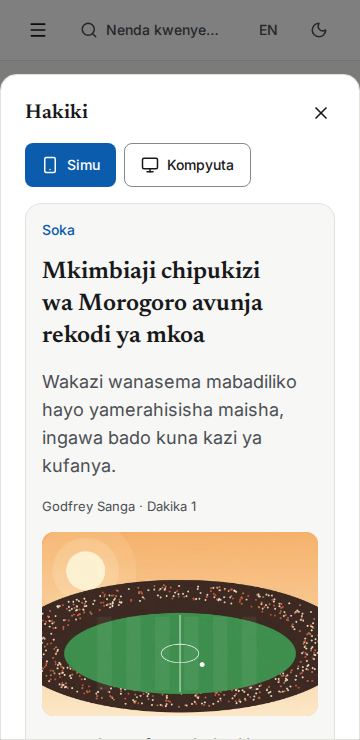 Nenda kwenye...
EN
Hakiki
Simu
Kompyuta
Soka
Mkimbiaji chipukizi
wa Morogoro avunja
rekodi ya mkoa
Wakazi wanasema mabadiliko
hayo yamerahisisha maisha,
ingawa bado kuna kazi ya
kufanya.
Godfrey Sanga · Dakika 1